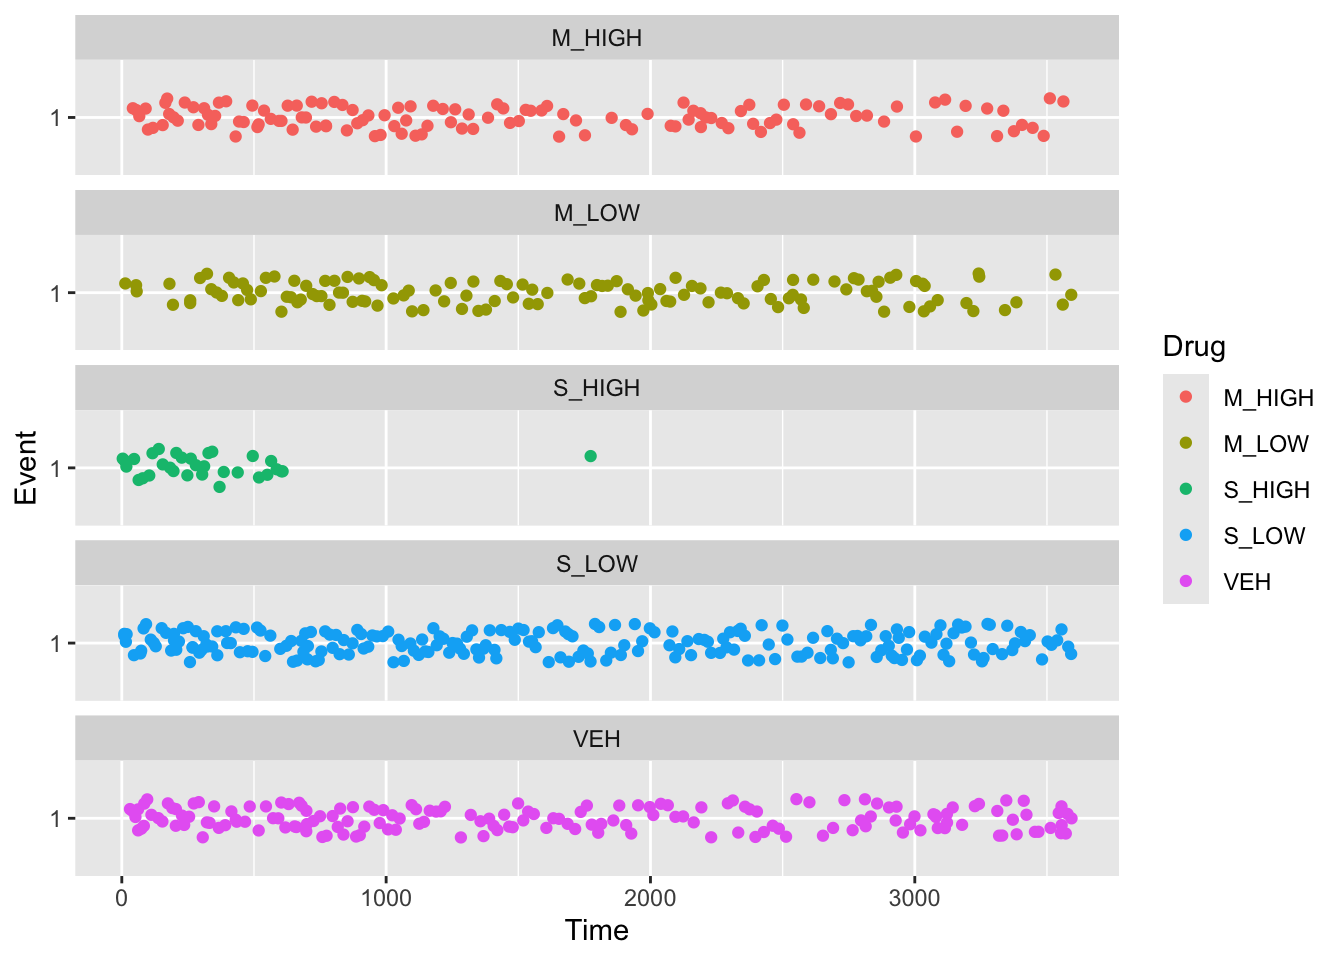 M_HIGH
1
M_LOW
1
S_HIGH
1
S_LOW
1
VEH
1
0 1000 2000 3000
Time
Event
Drug
M_HIGH
M_LOW
S_HIGH
S_LOW
VEH